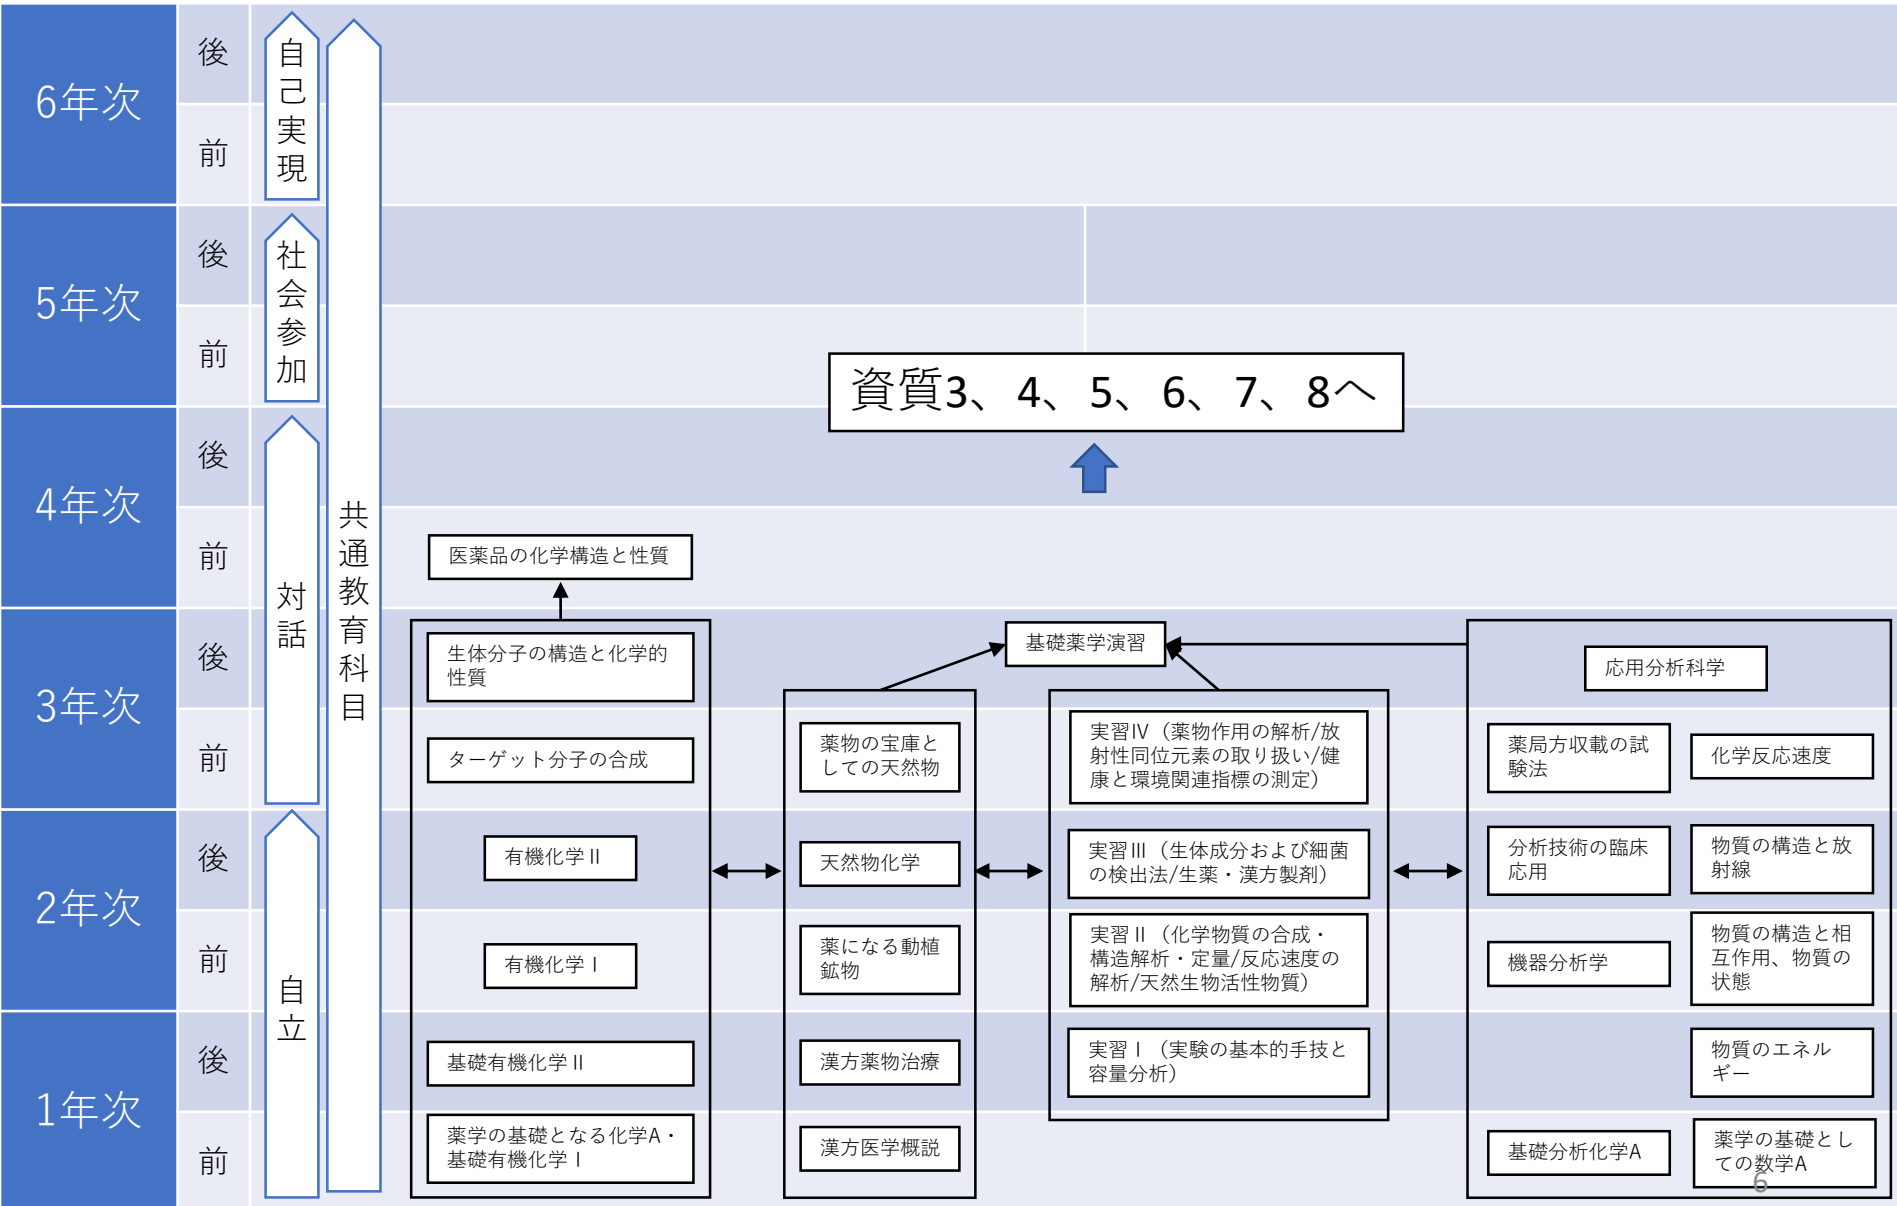 6年次
後
前
自己実現
5年次
後
前
社会参加
4年次
後
前
対話
3年次
後
前
2年次
後
前
自立
1年次
後
前
共通教育科目
資質3、4、5、6、7、8へ
医薬品の化学構造と性質
生体分子の構造と化学的
性質
ターゲット分子の合成
有機化学Ⅱ
有機化学Ⅰ
基礎有機化学Ⅱ
薬学の基礎となる化学A・
基礎有機化学Ⅰ
基礎薬学演習
薬物の宝庫と
しての天然物
天然物化学
薬になる動植
鉱物
漢方薬物治療
漢方医学概説
実習Ⅳ（薬物作用の解析/放
射性同位元素の取り扱い/健
康と環境関連指標の測定）
実習Ⅲ（生体成分および細菌
の検出法/生薬・漢方製剤）
実習Ⅱ（化学物質の合成・
構造解析・定量/反応速度の
解析/天然生物活性物質）
実習Ⅰ（実験の基本的手技と
容量分析）
応用分析科学
薬局方収載の試
験法
化学反応速度
分析技術の臨床
応用
物質の構造と放
射線
機器分析学
物質の構造と相
互作用、物質の
状態
物質のエネル
ギー
基礎分析化学A
薬学の基礎とし
ての数学A
6